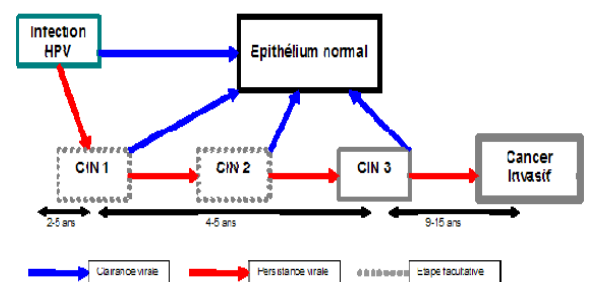 Infection
HPV
Epithélium normal
CIN 1
CIN 2
CIN 3
Cancer
Invasif
2-5 ans
4-5 ans
9-15 ans
Clairance virale
Persistance virale
Etape facultative